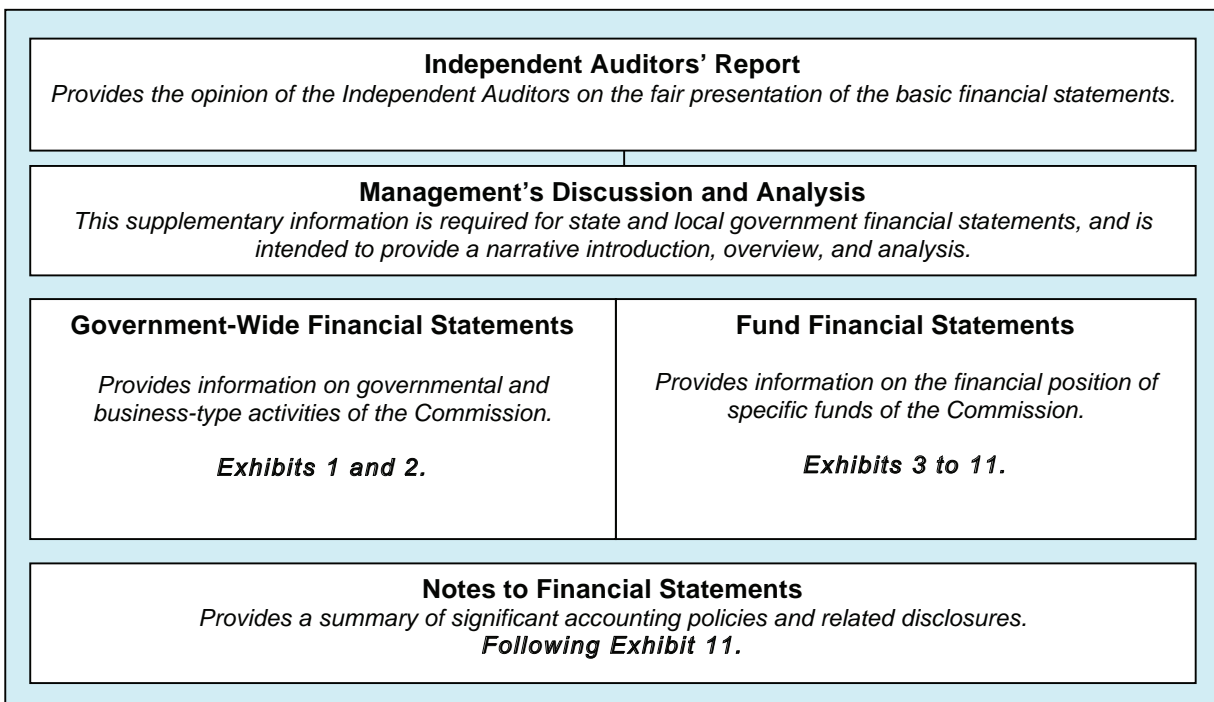 Independent Auditors’ Report
Provides the opinion of the Independent Auditors on the fair presentation of the basic financial statements.
Management’s Discussion and Analysis
This supplementary information is required for state and local government financial statements, and is
intended to provide a narrative introduction, overview, and analysis.
Government-Wide Financial Statements
Provides information on governmental and
business-type activities of the Commission.
Exhibits 1 and 2.
Fund Financial Statements
Provides information on the financial position of
specific funds of the Commission.
Exhibits 3 to 11.
Notes to Financial Statements
Provides a summary of significant accounting policies and related disclosures.
Following Exhibit 11.